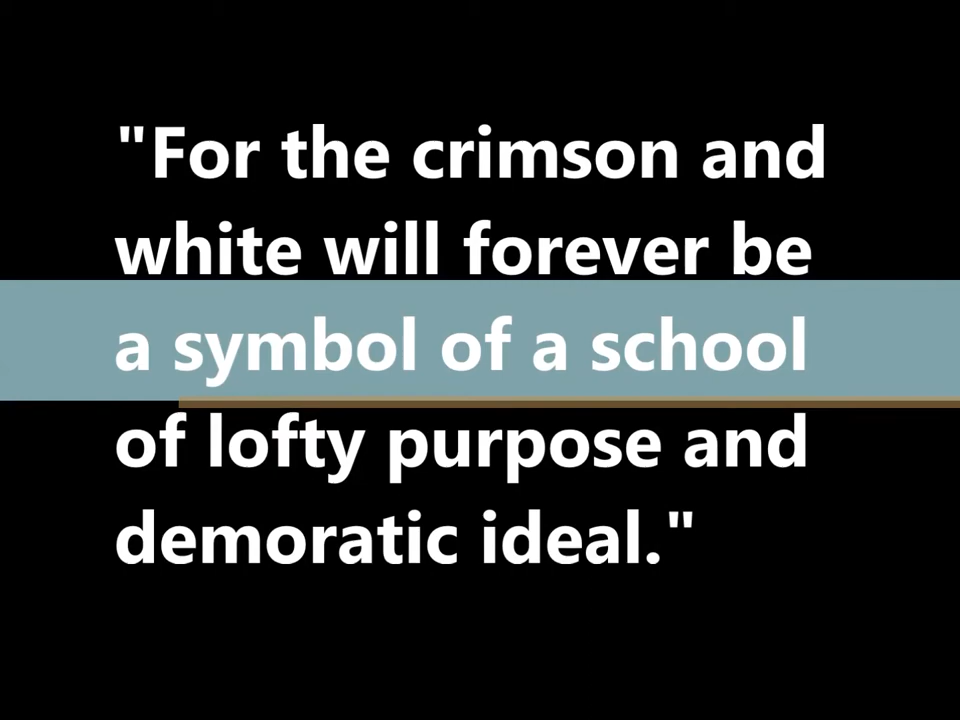 "For the crimson and
white will forever be
a symbol of a school
of lofty purpose and
demoratic ideal."